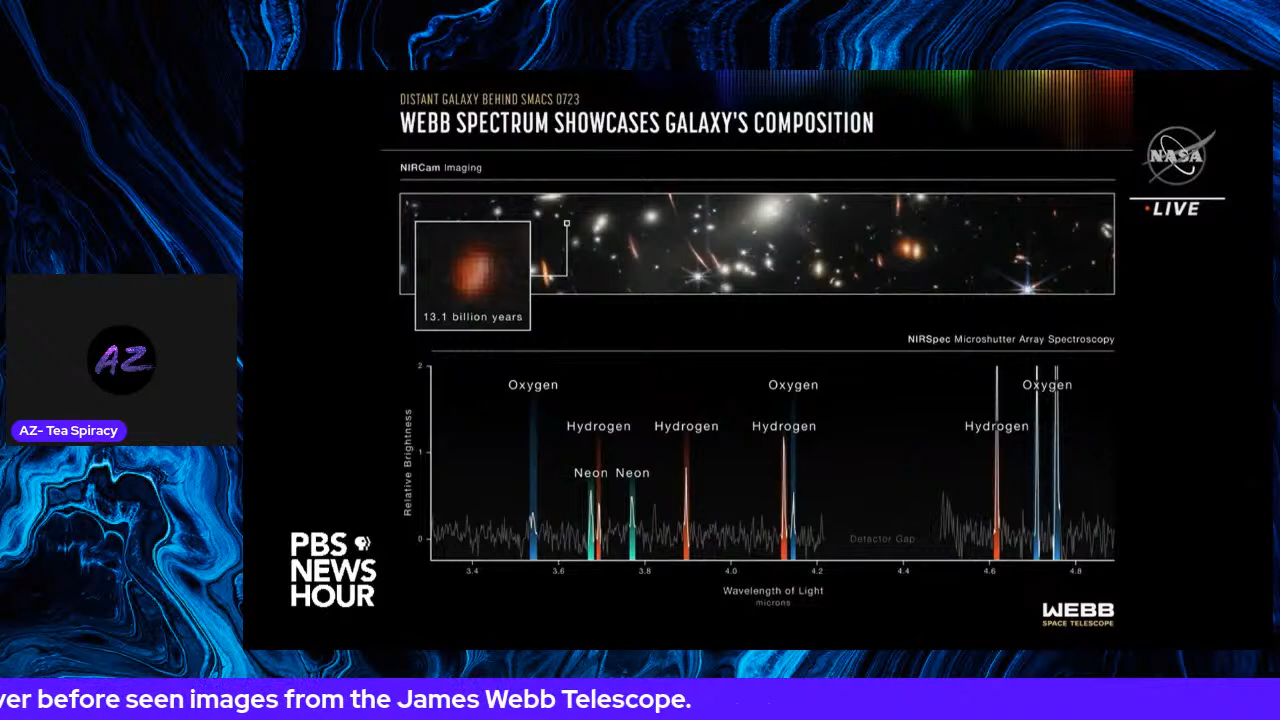 DISTANT GALAXY BEHIND SMACS 0723
WEBB SPECTRUM SHOWCASES GALAXY'S COMPOSITION
NIRCam Imaging
NASA
LIVE
13.1 billion years
NIRSpec Microshutter Array Spectroscopy
2
Oxygen
Oxygen
Oxygen
Hydrogen
Hydrogen
Hydrogen
Hydrogen
1
Neon
Neon
Relative Brightness
0
Detector Gap
3.4
3.6
3.8
4.0
4.2
4.4
4.6
4.8
Wavelength of Light
microns
AZ
AZ- Tea Spiracy
PBS
NEWS
HOUR
WEBB
SPACE TELESCOPE
ver before seen images from the James Webb Telescope.